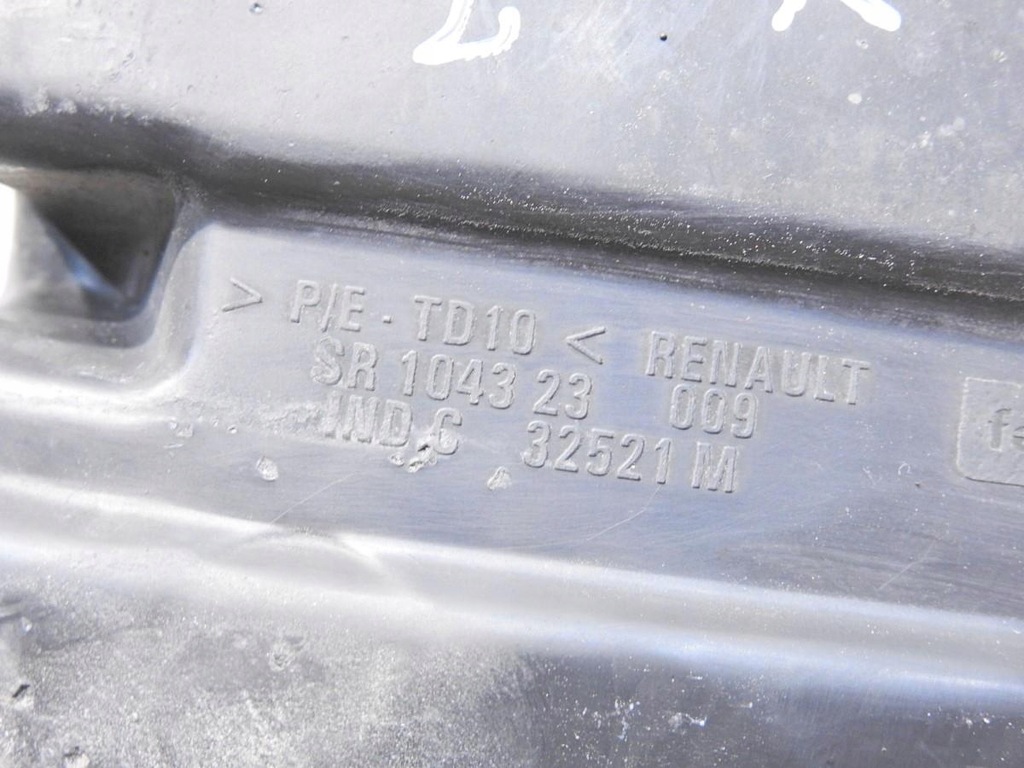 > P/E - TD10 < RENAULT
SR 1043 23 009
IND C 32521 M